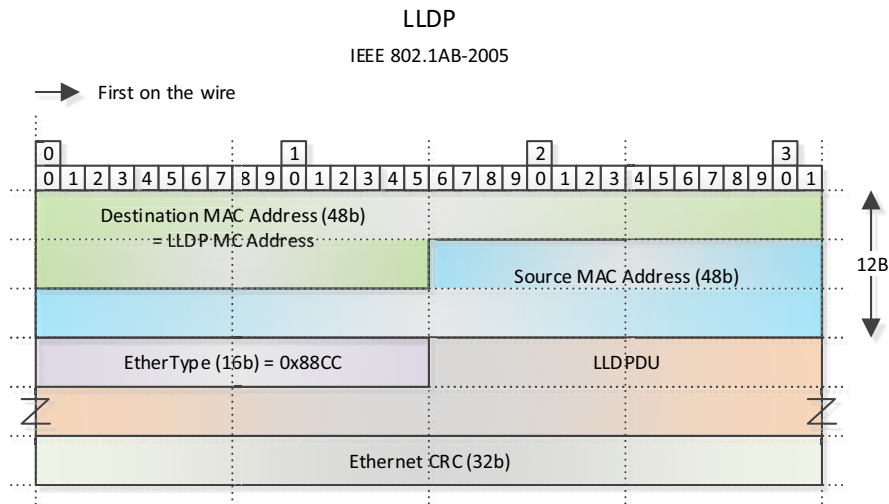 LLDP
IEEE 802.1AB-2005
First on the wire
0 1 2 3
0 1 2 3 4 5 6 7 8 9 0 1 2 3 4 5 6 7 8 9 0 1 2 3 4 5 6 7 8 9 0 1
Destination MAC Address (48b)
= LLDP MC Address
Source MAC Address (48b)
12B
EtherType (16b) = 0x88CC
LLDPDU
Ethernet CRC (32b)